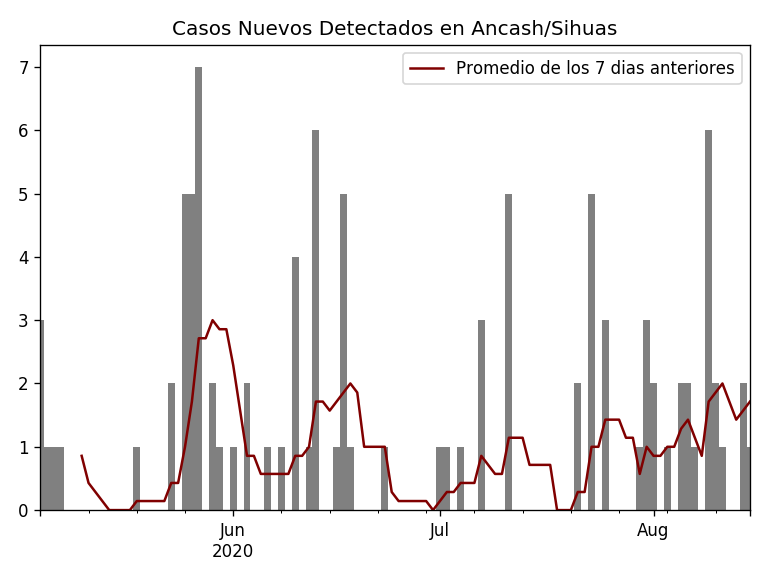 Casos Nuevos Detectados en Ancash/Sihuas
Promedio de los 7 dias anteriores
7
6
5
4
3
2
1
0
Jun
2020
Jul
Aug